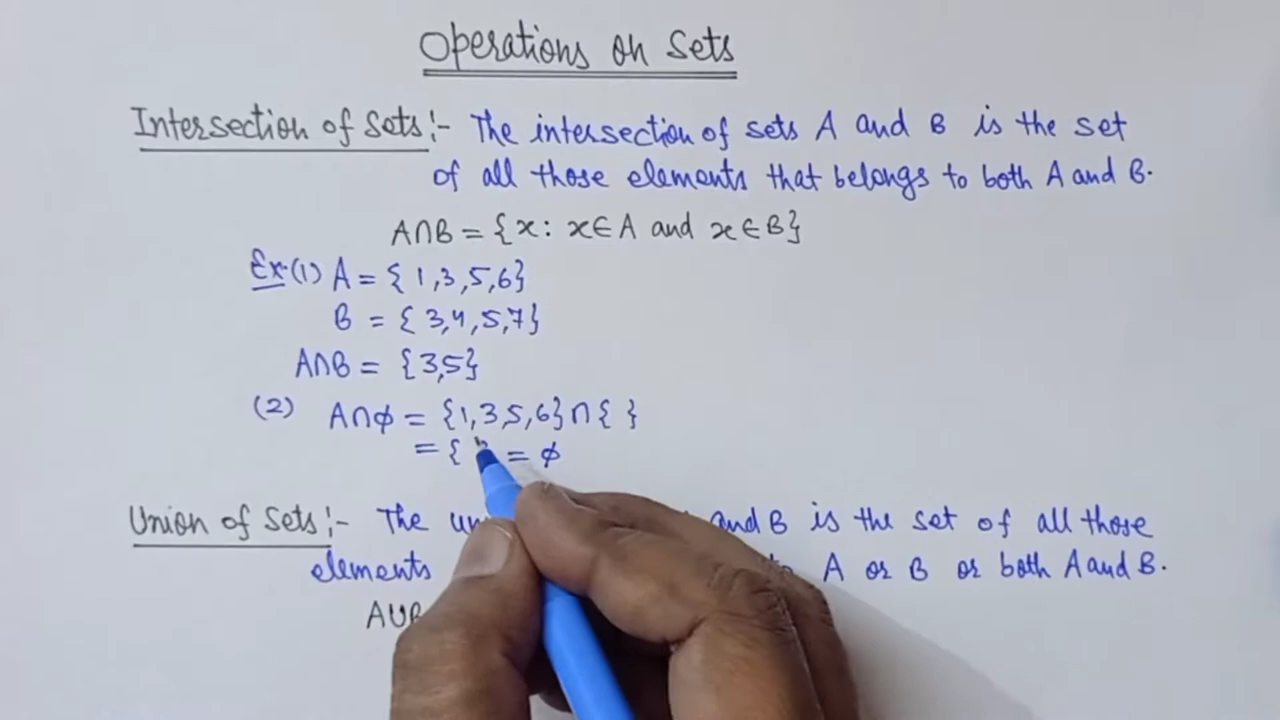 Operations on Sets
Intersection of Sets:- The intersection of sets A and B is the set
of all those elements that belongs to both A and B.
A∩B = {x: x∈A and x∈B}
Ex.(1) A = {1,3,5,6}
B = {3,4,5,7}
A∩B = {3,5}
(2) A∩ϕ = {1,3,5,6}∩{ }
= { = ϕ
Union of Sets:- The and B is the set of all those
elements A or B or both A and B.